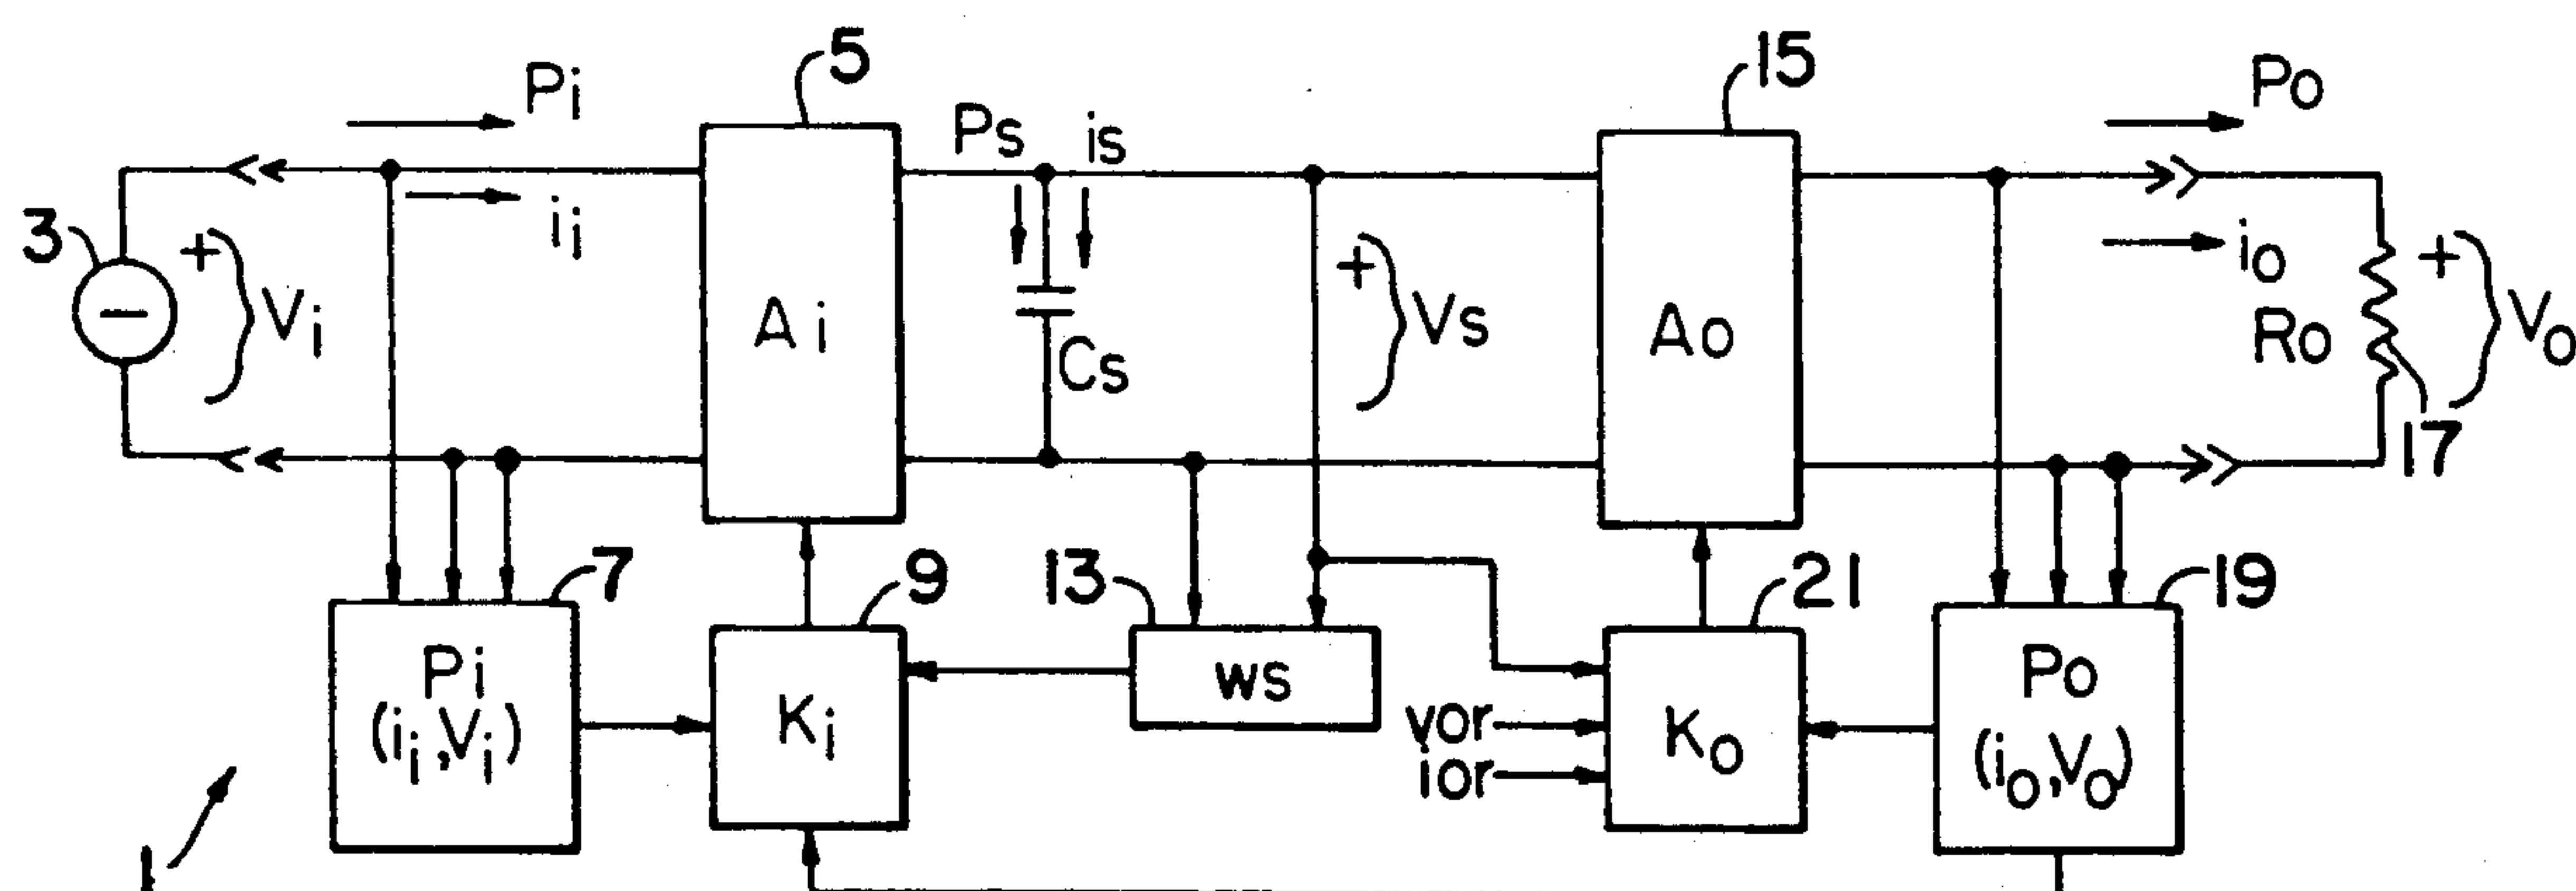 5
15
Pi
Ps
is
Po
ii
io
3
+
Vi
Ai
Cs
+
Vs
Ao
Ro
+
Vo
17
7
9
13
21
19
Pi
(ii,Vi)
Ki
ws
vor
ior
Ko
Po
(io,Vo)
1